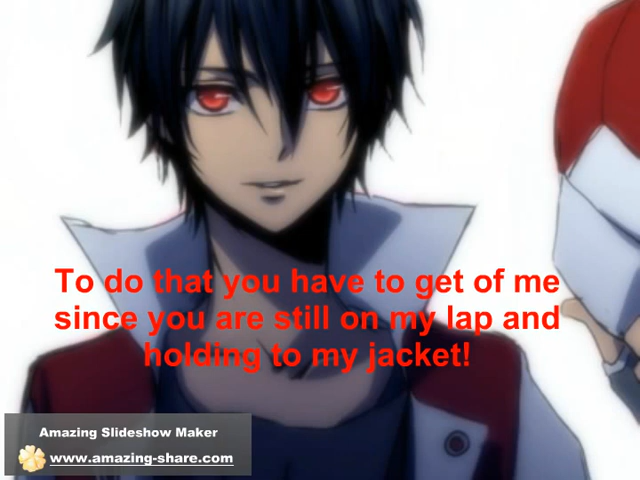 To do that you have to get of me
since you are still on my lap and
holding to my jacket!
Amazing Slideshow Maker
www.amazing-share.com